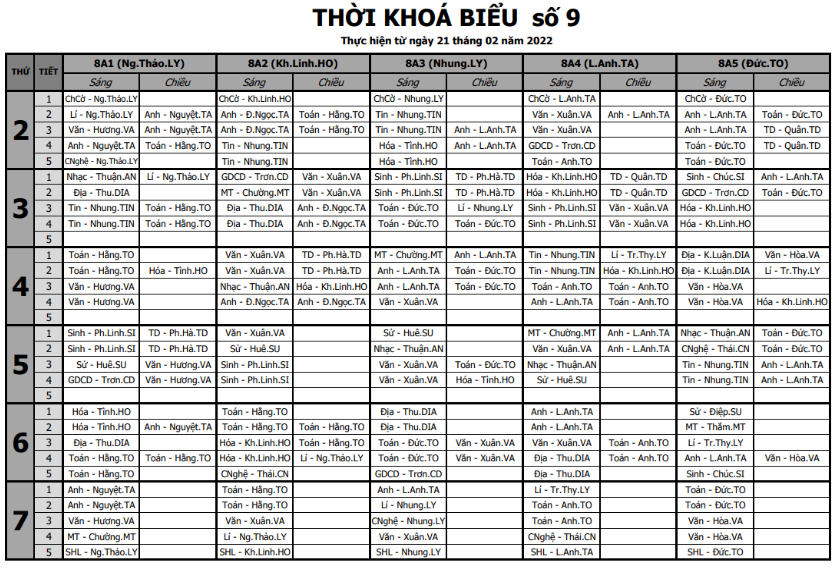 THỜI KHOÁ BIỂU số 9
Thực hiện từ ngày 21 tháng 02 năm 2022
THỨ TIẾT 8A1 (Ng.Thảo.LY) 8A2 (Kh.Linh.HO) 8A3 (Nhung.LY) 8A4 (L.Anh.TA) 8A5 (Đức.TO)
Sáng Chiều Sáng Chiều Sáng Chiều Sáng Chiều Sáng Chiều
2
1 ChCờ - Ng.Thảo.LY ChCờ - Kh.Linh.HO ChCờ - Nhung.LY ChCờ - L.Anh.TA ChCờ - Đức.TO
2 Lí - Ng.Thảo.LY Anh - Nguyệt.TA Anh - Đ.Ngọc.TA Toán - Hằng.TO Tin - Nhung.TIN Văn - Xuân.VA Anh - L.Anh.TA Anh - L.Anh.TA Toán - Đức.TO
3 Văn - Hương.VA Anh - Nguyệt.TA Anh - Đ.Ngọc.TA Toán - Hằng.TO Tin - Nhung.TIN Anh - L.Anh.TA Văn - Xuân.VA Anh - L.Anh.TA TD - Quân.TD
4 Anh - Nguyệt.TA Toán - Hằng.TO Tin - Nhung.TIN Hóa - Tình.HO Anh - L.Anh.TA GDCD - Trơn.CD Toán - Đức.TO TD - Quân.TD
5 CNghệ - Ng.Thảo.LY Tin - Nhung.TIN Hóa - Tình.HO Toán - Anh.TO Toán - Đức.TO
3
1 Nhạc - Thuận.AN Lí - Ng.Thảo.LY GDCD - Trơn.CD Văn - Xuân.VA Sinh - Ph.Linh.SI TD - Ph.Hà.TD Hóa - Kh.Linh.HO TD - Quân.TD Sinh - Chúc.SI Anh - L.Anh.TA
2 Địa - Thu.DIA MT - Chường.MT Văn - Xuân.VA Sinh - Ph.Linh.SI TD - Ph.Hà.TD Hóa - Kh.Linh.HO TD - Quân.TD GDCD - Trơn.CD Toán - Đức.TO
3 Tin - Nhung.TIN Toán - Hằng.TO Địa - Thu.DIA Anh - Đ.Ngọc.TA Toán - Đức.TO Lí - Nhung.LY Sinh - Ph.Linh.SI Văn - Xuân.VA Hóa - Kh.Linh.HO
4 Tin - Nhung.TIN Toán - Hằng.TO Địa - Thu.DIA Anh - Đ.Ngọc.TA Toán - Đức.TO Toán - Đức.TO Sinh - Ph.Linh.SI Văn - Xuân.VA Hóa - Kh.Linh.HO
5
4
1 Toán - Hằng.TO Văn - Xuân.VA TD - Ph.Hà.TD MT - Chường.MT Anh - L.Anh.TA Tin - Nhung.TIN Lí - Tr.Thy.LY Địa - K.Luận.DIA Văn - Hòa.VA
2 Toán - Hằng.TO Hóa - Tình.HO Văn - Xuân.VA TD - Ph.Hà.TD Anh - L.Anh.TA Toán - Đức.TO Tin - Nhung.TIN Hóa - Kh.Linh.HO Địa - K.Luận.DIA Lí - Tr.Thy.LY
3 Văn - Hương.VA Nhạc - Thuận.AN Hóa - Kh.Linh.HO Anh - L.Anh.TA Toán - Đức.TO Toán - Anh.TO Toán - Anh.TO Văn - Hòa.VA
4 Văn - Hương.VA Anh - Đ.Ngọc.TA Anh - Đ.Ngọc.TA Văn - Xuân.VA Anh - L.Anh.TA Toán - Anh.TO Văn - Hòa.VA Hóa - Kh.Linh.HO
5
5
1 Sinh - Ph.Linh.SI TD - Ph.Hà.TD Văn - Xuân.VA Sử - Huê.SU MT - Chường.MT Anh - L.Anh.TA Nhạc - Thuận.AN Toán - Đức.TO
2 Sinh - Ph.Linh.SI TD - Ph.Hà.TD Sử - Huê.SU Nhạc - Thuận.AN Văn - Xuân.VA Anh - L.Anh.TA CNghệ - Thái.CN Toán - Đức.TO
3 Sử - Huê.SU Văn - Hương.VA Sinh - Ph.Linh.SI Văn - Xuân.VA Toán - Đức.TO Nhạc - Thuận.AN Tin - Nhung.TIN Anh - L.Anh.TA
4 GDCD - Trơn.CD Văn - Hương.VA Sinh - Ph.Linh.SI Văn - Xuân.VA Hóa - Tình.HO Sử - Huê.SU Tin - Nhung.TIN Anh - L.Anh.TA
5
6
1 Hóa - Tình.HO Toán - Hằng.TO Địa - Thu.DIA Anh - L.Anh.TA Sử - Điệp.SU
2 Hóa - Tình.HO Anh - Nguyệt.TA Toán - Hằng.TO Toán - Hằng.TO Địa - Thu.DIA Anh - L.Anh.TA MT - Thắm.MT
3 Địa - Thu.DIA Hóa - Kh.Linh.HO Toán - Hằng.TO Toán - Đức.TO Văn - Xuân.VA Văn - Xuân.VA Toán - Anh.TO Lí - Tr.Thy.LY
4 Toán - Hằng.TO Toán - Hằng.TO Hóa - Kh.Linh.HO Lí - Ng.Thảo.LY Toán - Đức.TO Văn - Xuân.VA Địa - Thu.DIA Toán - Anh.TO Anh - L.Anh.TA Văn - Hòa.VA
5 Toán - Hằng.TO CNghệ - Thái.CN GDCD - Trơn.CD Địa - Thu.DIA Sinh - Chúc.SI
7
1 Anh - Nguyệt.TA Toán - Hằng.TO Anh - L.Anh.TA Lí - Tr.Thy.LY Toán - Đức.TO
2 Anh - Nguyệt.TA Toán - Hằng.TO Lí - Nhung.LY Toán - Anh.TO Toán - Đức.TO
3 Văn - Hương.VA Văn - Xuân.VA CNghệ - Nhung.LY Toán - Anh.TO Văn - Hòa.VA
4 MT - Chường.MT Lí - Ng.Thảo.LY Văn - Xuân.VA CNghệ - Thái.CN Văn - Hòa.VA
5 SHL - Ng.Thảo.LY SHL - Kh.Linh.HO SHL - Nhung.LY SHL - L.Anh.TA SHL - Đức.TO